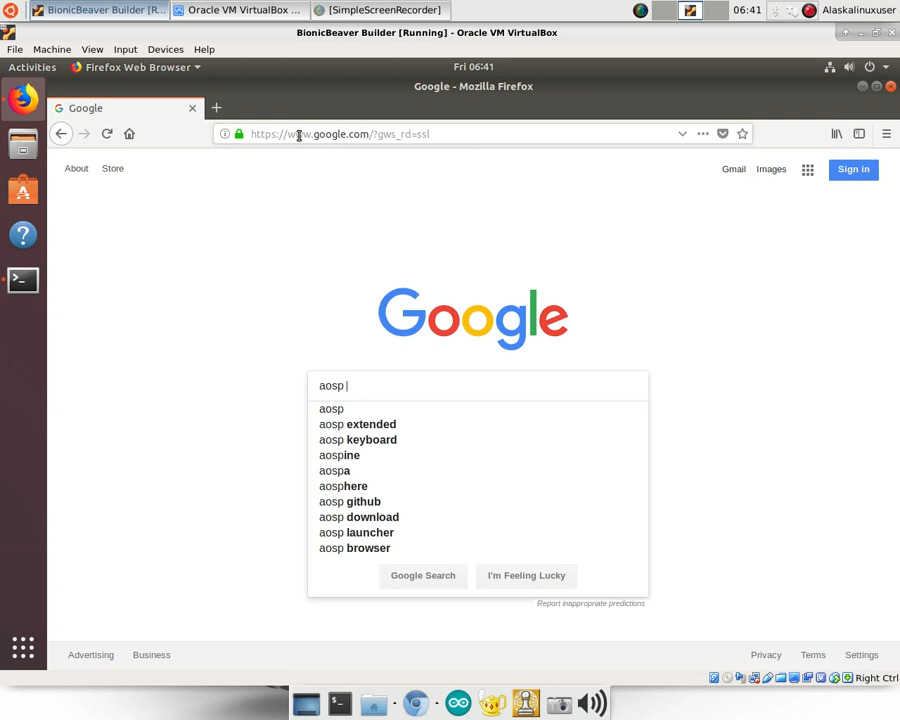 BionicBeaver Builder [R...
Oracle VM VirtualBox ...
[SimpleScreenRecorder]
06:41
Alaskalinuxuser
BionicBeaver Builder [Running] - Oracle VM VirtualBox
File Machine View Input Devices Help
Activities
Firefox Web Browser
Fri 06:41
Google - Mozilla Firefox
Google
https://www.google.com/?gws_rd=ssl
About Store
Gmail Images
Sign in
Google
aosp
aosp
aosp extended
aosp keyboard
aospine
aospa
aosphere
aosp github
aosp download
aosp launcher
aosp browser
Google Search
I'm Feeling Lucky
Report inappropriate predictions
Advertising Business
Privacy Terms Settings
Right Ctrl